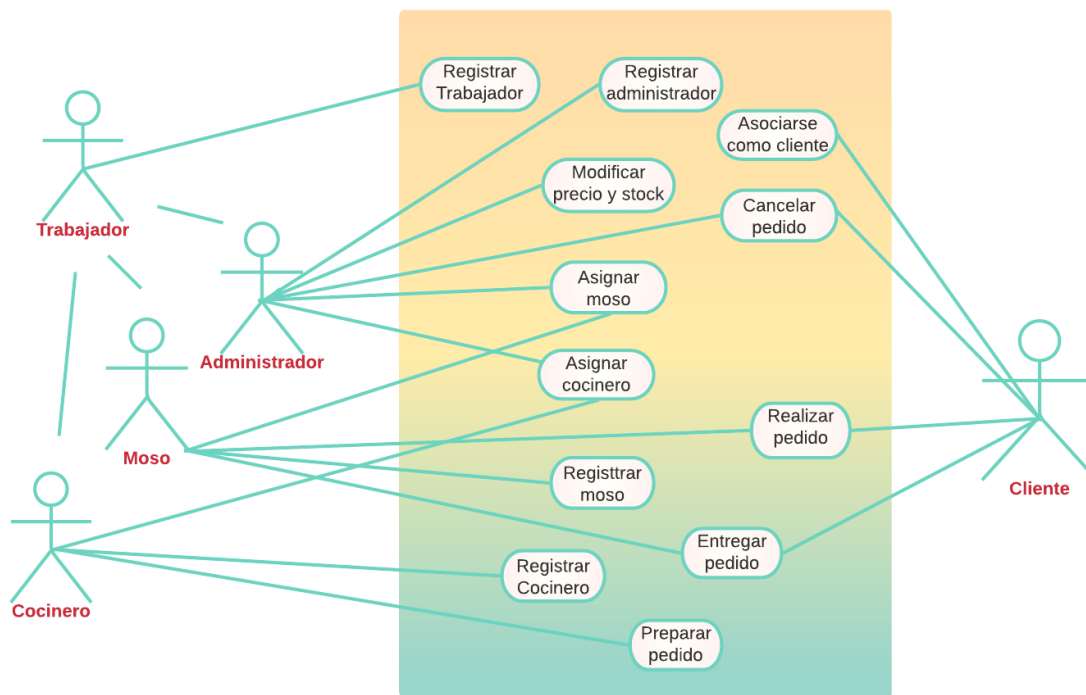 Registrar
Trabajador
Registrar
administrador
Asociarse
como cliente
Modificar
precio y stock
Cancelar
pedido
Trabajador
Asignar
moso
Administrador
Asignar
cocinero
Realizar
pedido
Moso
Registtrar
moso
Cliente
Entregar
pedido
Registrar
Cocinero
Cocinero
Preparar
pedido